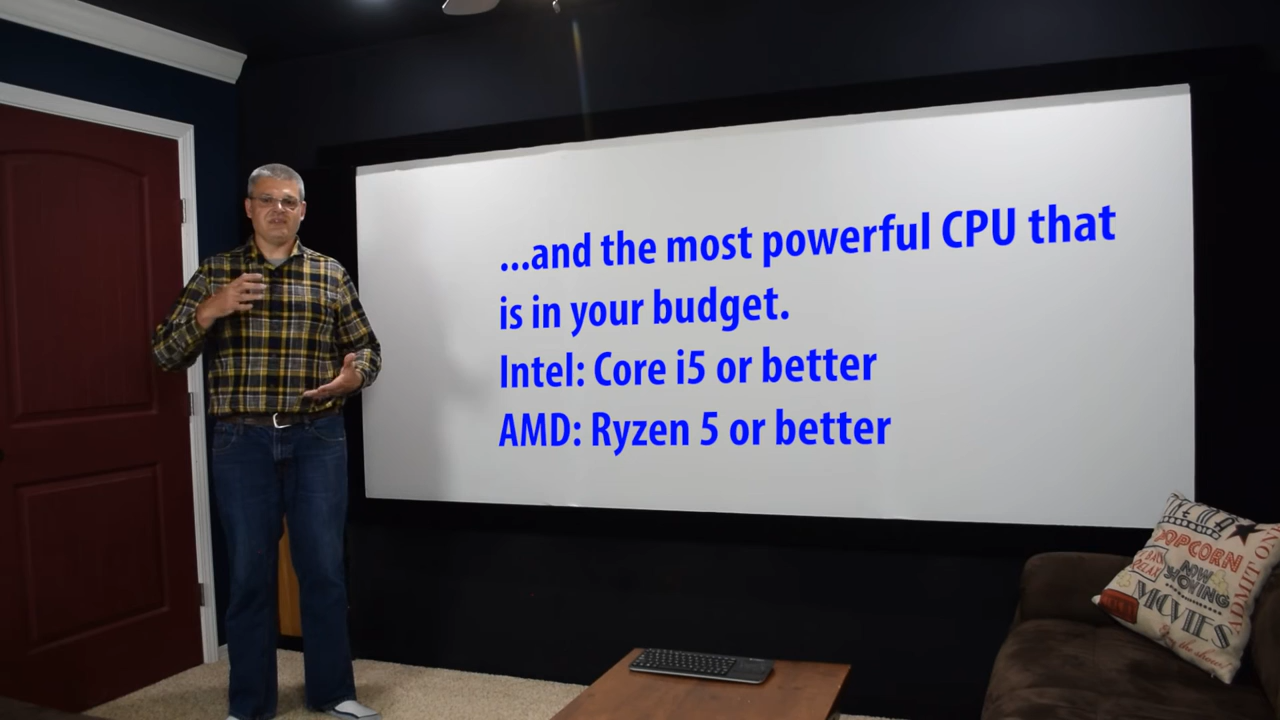 ...and the most powerful CPU that
is in your budget.
Intel: Core i5 or better
AMD: Ryzen 5 or better
POPCORN
NOW
SHOWING
MOVIES
ADMIT ONE